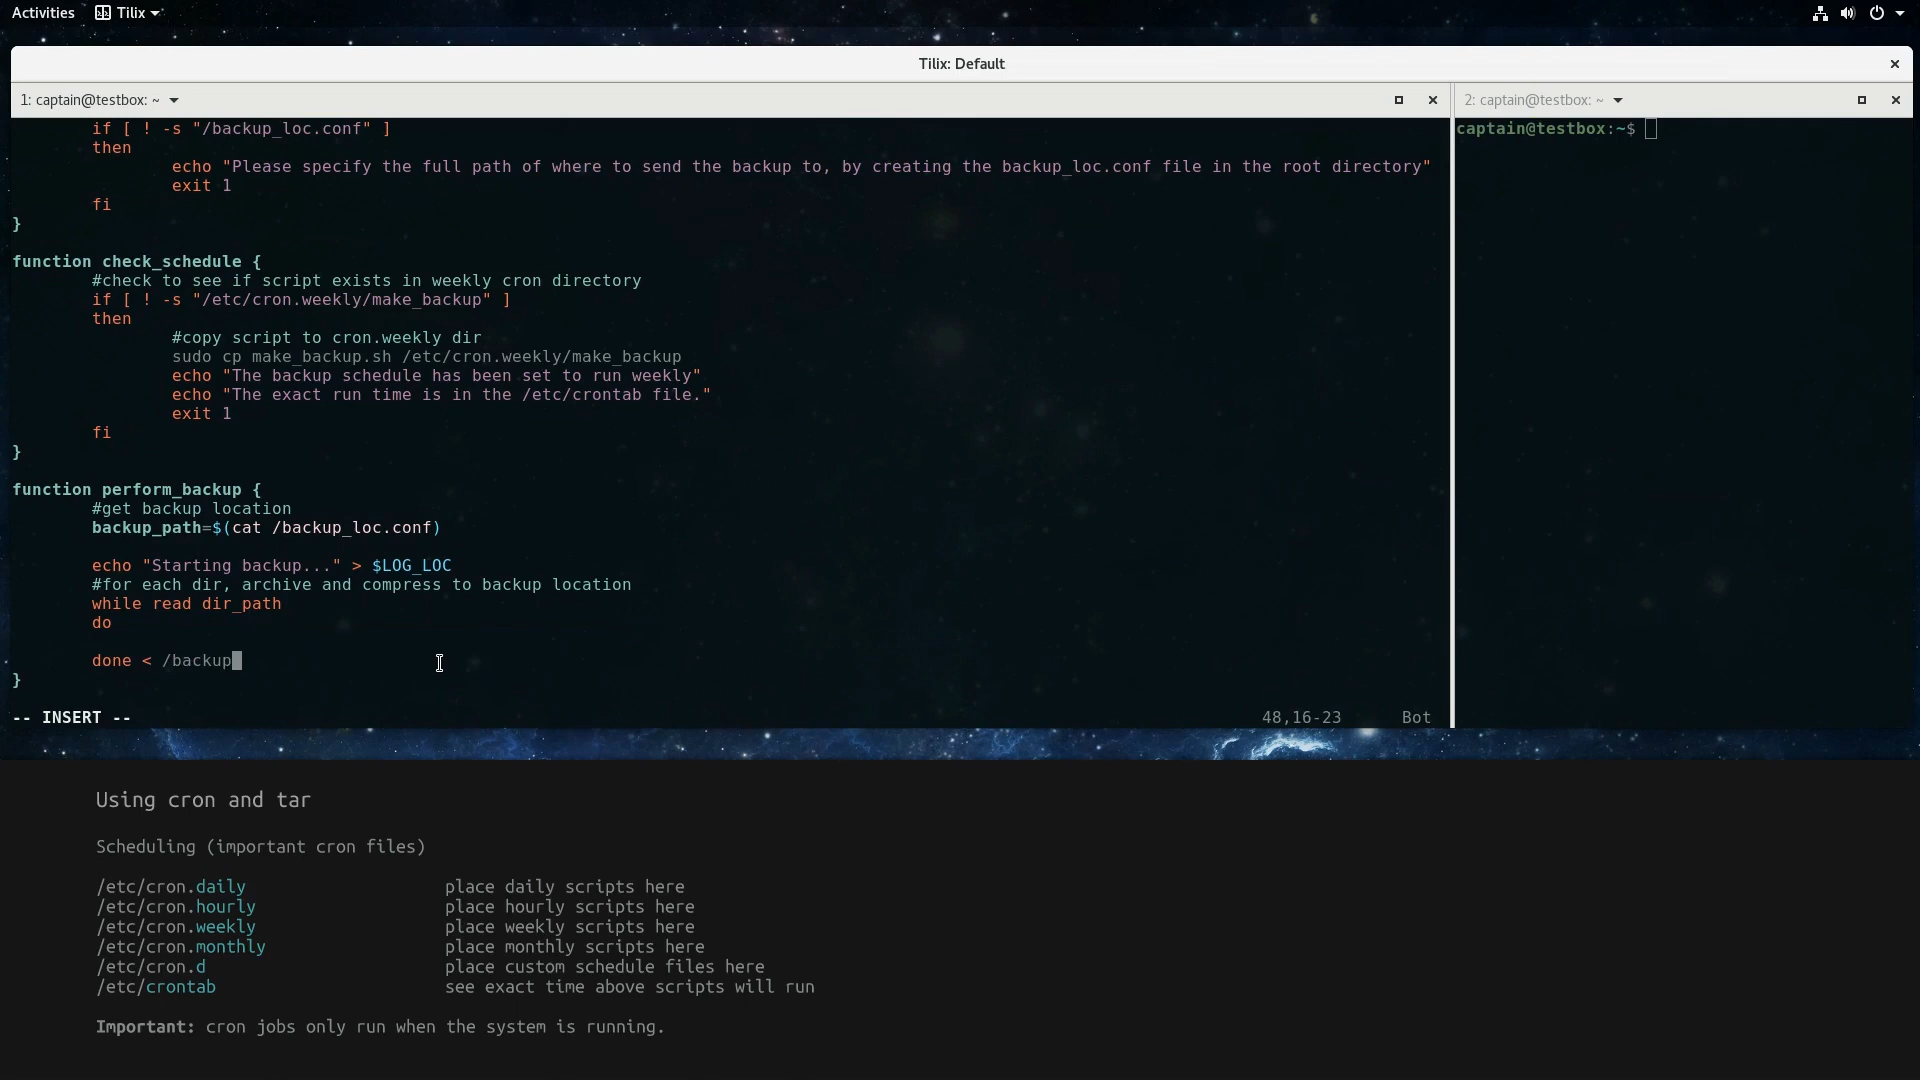 Activities Tilix
Tilix: Default
1: captain@testbox: ~
2: captain@testbox: ~
if [ ! -s "/backup_loc.conf" ]
then
echo "Please specify the full path of where to send the backup to, by creating the backup_loc.conf file in the root directory"
exit 1
fi
}
function check_schedule {
#check to see if script exists in weekly cron directory
if [ ! -s "/etc/cron.weekly/make_backup" ]
then
#copy script to cron.weekly dir
sudo cp make_backup.sh /etc/cron.weekly/make_backup
echo "The backup schedule has been set to run weekly"
echo "The exact run time is in the /etc/crontab file."
exit 1
fi
}
function perform_backup {
#get backup location
backup_path=$(cat /backup_loc.conf)
echo "Starting backup..." > $LOG_LOC
#for each dir, archive and compress to backup location
while read dir_path
do
done < /backup
}
-- INSERT -- 48,16-23 Bot
captain@testbox:~$
Using cron and tar
Scheduling (important cron files)
/etc/cron.daily place daily scripts here
/etc/cron.hourly place hourly scripts here
/etc/cron.weekly place weekly scripts here
/etc/cron.monthly place monthly scripts here
/etc/cron.d place custom schedule files here
/etc/crontab see exact time above scripts will run
Important: cron jobs only run when the system is running.